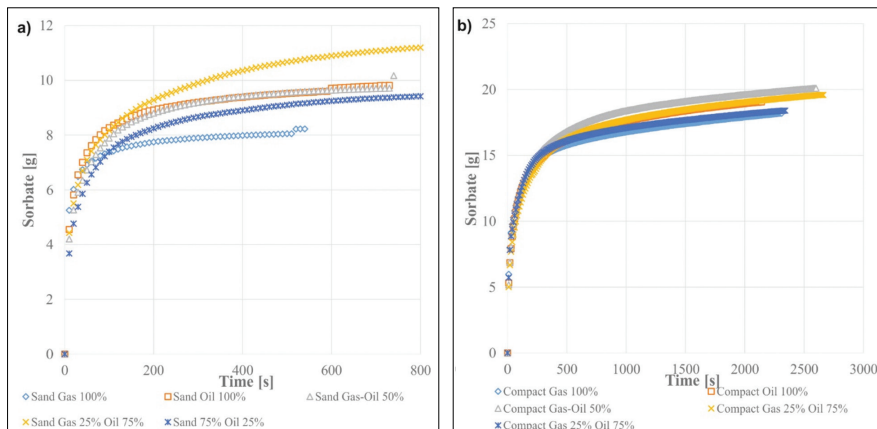 a)
12
10
8
6
4
2
0
Sorbate [g]
0 200 400 600 800
Time [s]
Sand Gas 100% Sand Oil 100% Sand Gas-Oil 50%
Sand Gas 25% Oil 75% Sand 75% Oil 25%
b)
25
20
15
10
5
0
Sorbate [g]
0 500 1000 1500 2000 2500 3000
Time [s]
Compact Gas 100% Compact Oil 100%
Compact Gas-Oil 50% Compact Gas 25% Oil 75%
Compact Gas 25% Oil 75%